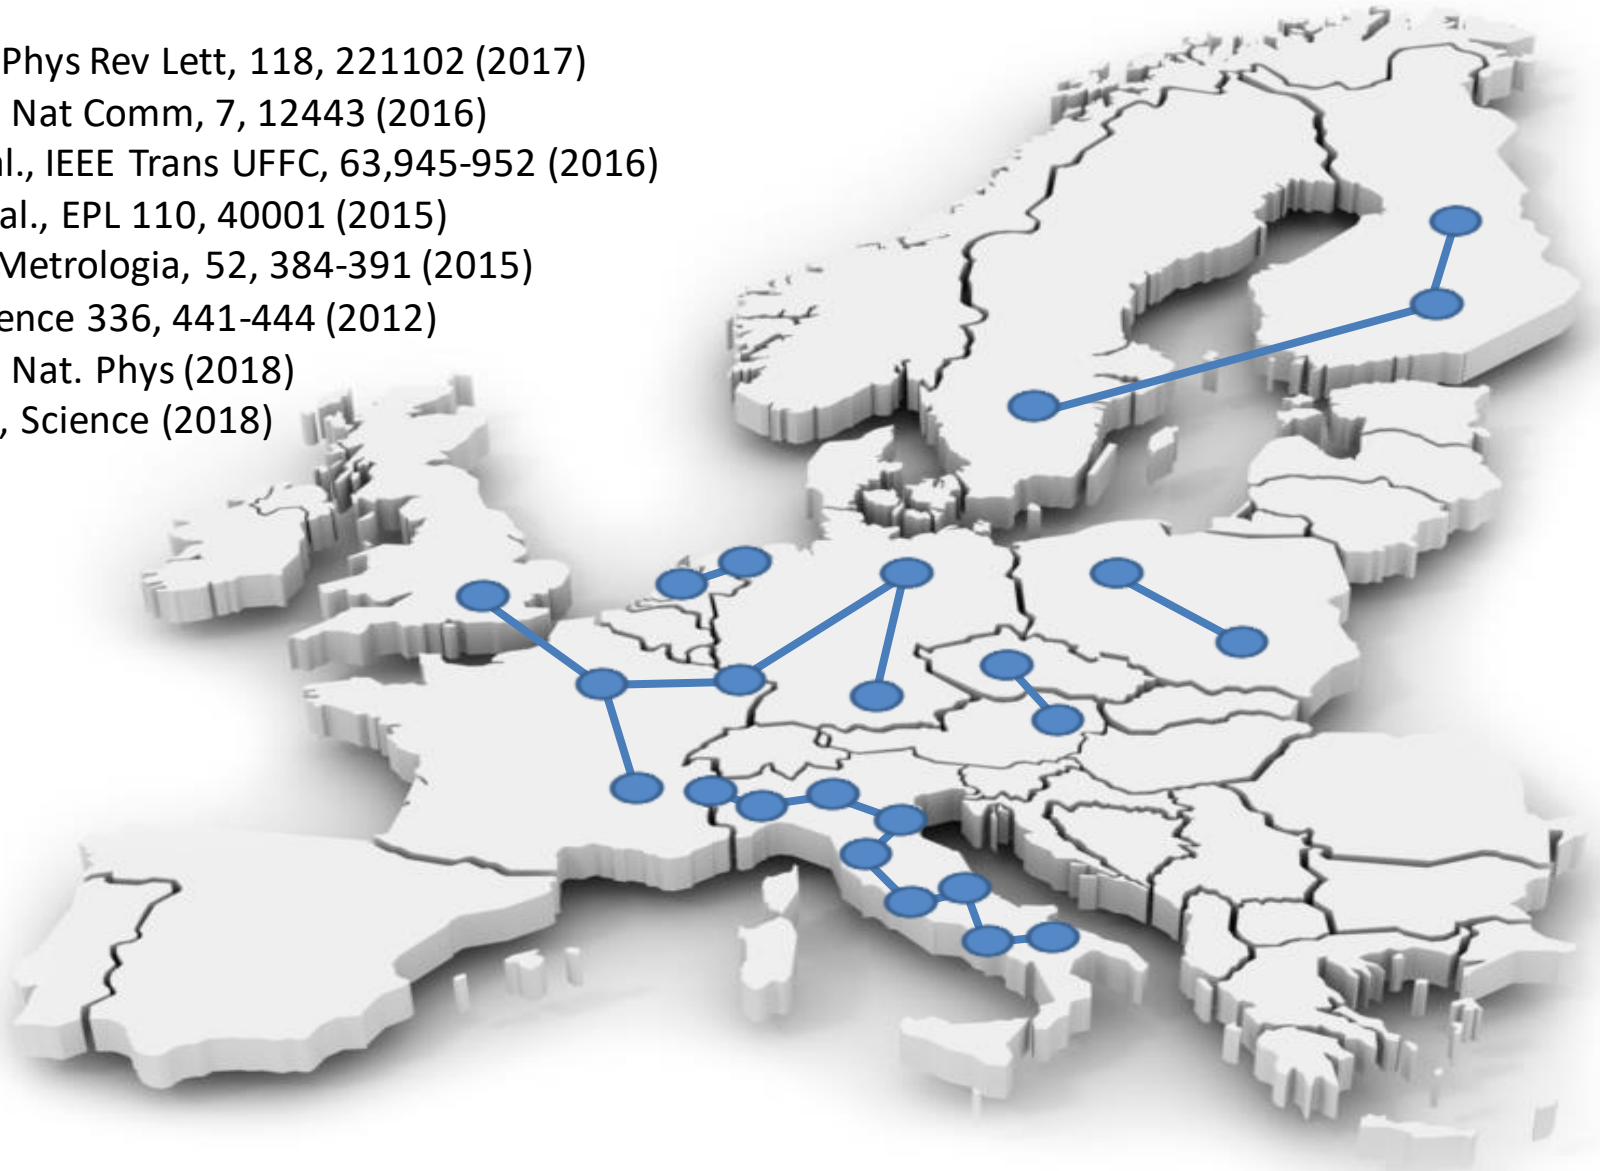 Phys Rev Lett, 118, 221102 (2017)
Nat Comm, 7, 12443 (2016)
al., IEEE Trans UFFC, 63,945-952 (2016)
al., EPL 110, 40001 (2015)
Metrologia, 52, 384-391 (2015)
ence 336, 441-444 (2012)
Nat. Phys (2018)
, Science (2018)